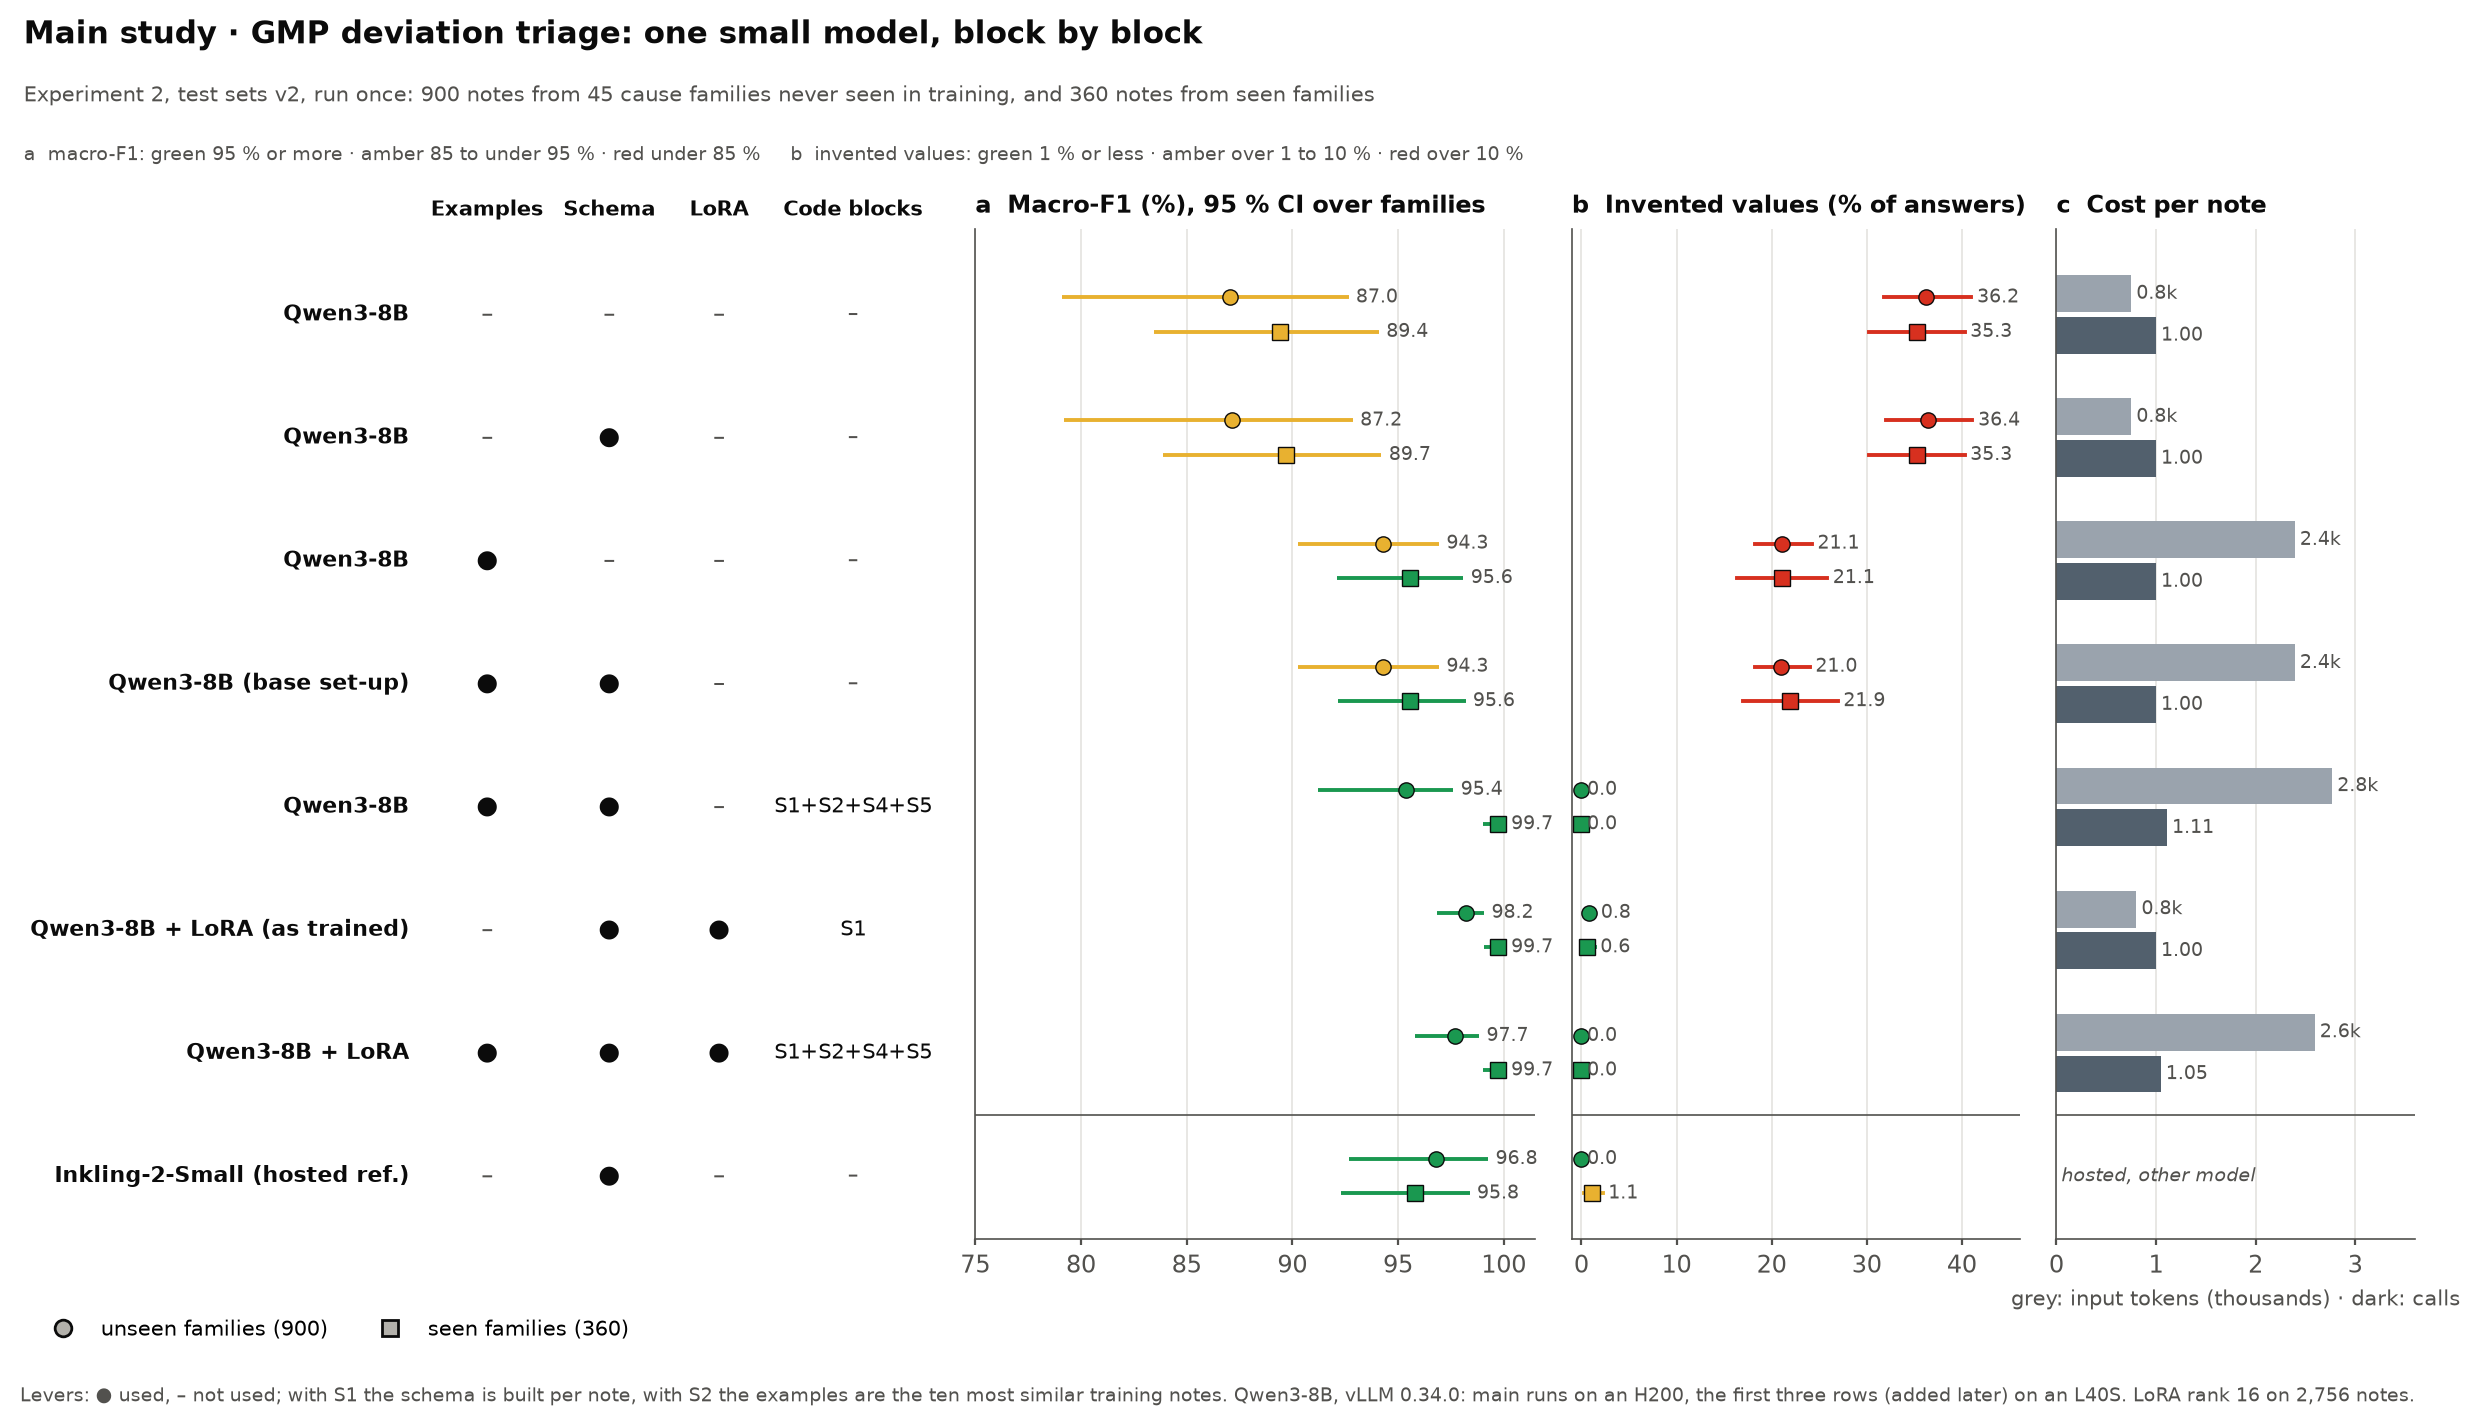 Main study · GMP deviation triage: one small model, block by block
Experiment 2, test sets v2, run once: 900 notes from 45 cause families never seen in training, and 360 notes from seen families
a macro-F1: green 95 % or more · amber 85 to under 95 % · red under 85 % b invented values: green 1 % or less · amber over 1 to 10 % · red over 10 %
Examples Schema LoRA Code blocks a Macro-F1 (%), 95 % CI over families b Invented values (% of answers) c Cost per note
87.0 36.2 0.8k
Qwen3-8B – – – –
89.4 35.3 1.00
87.2 36.4 0.8k
Qwen3-8B – ● – –
89.7 35.3 1.00
94.3 21.1 2.4k
Qwen3-8B ● – – –
95.6 21.1 1.00
94.3 21.0 2.4k
Qwen3-8B (base set-up) ● ● – –
95.6 21.9 1.00
95.4 0.0 2.8k
Qwen3-8B ● ● – S1+S2+S4+S5
99.7 0.0 1.11
98.2 0.8 0.8k
Qwen3-8B + LoRA (as trained) – ● ● S1
99.7 0.6 1.00
97.7 0.0 2.6k
Qwen3-8B + LoRA ● ● ● S1+S2+S4+S5
99.7 0.0 1.05
96.8 0.0
Inkling-2-Small (hosted ref.) – ● – – hosted, other model
95.8 1.1
75 80 85 90 95 100 0 10 20 30 40 0 1 2 3
grey: input tokens (thousands) · dark: calls
unseen families (900) seen families (360)
Levers: ● used, – not used; with S1 the schema is built per note, with S2 the examples are the ten most similar training notes. Qwen3-8B, vLLM 0.34.0: main runs on an H200, the first three rows (added later) on an L40S. LoRA rank 16 on 2,756 notes.